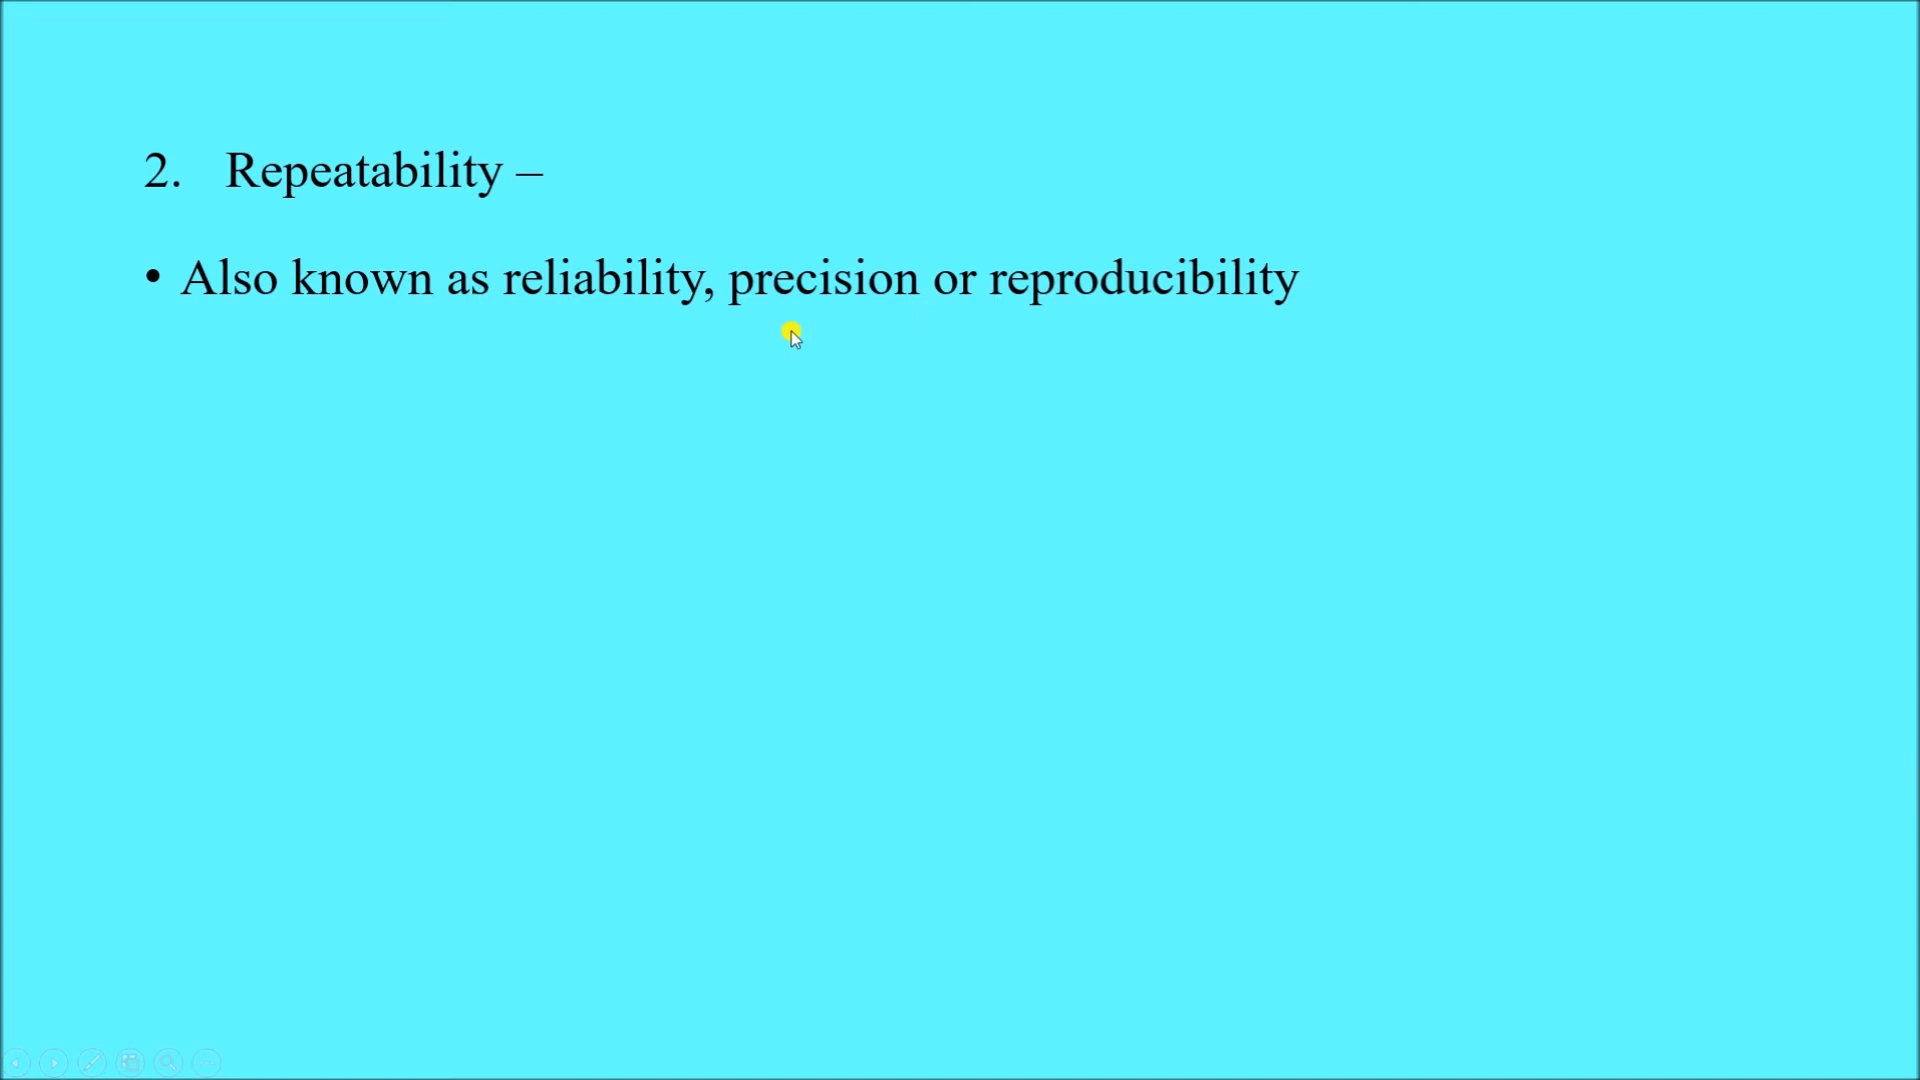 2. Repeatability –
• Also known as reliability, precision or reproducibility